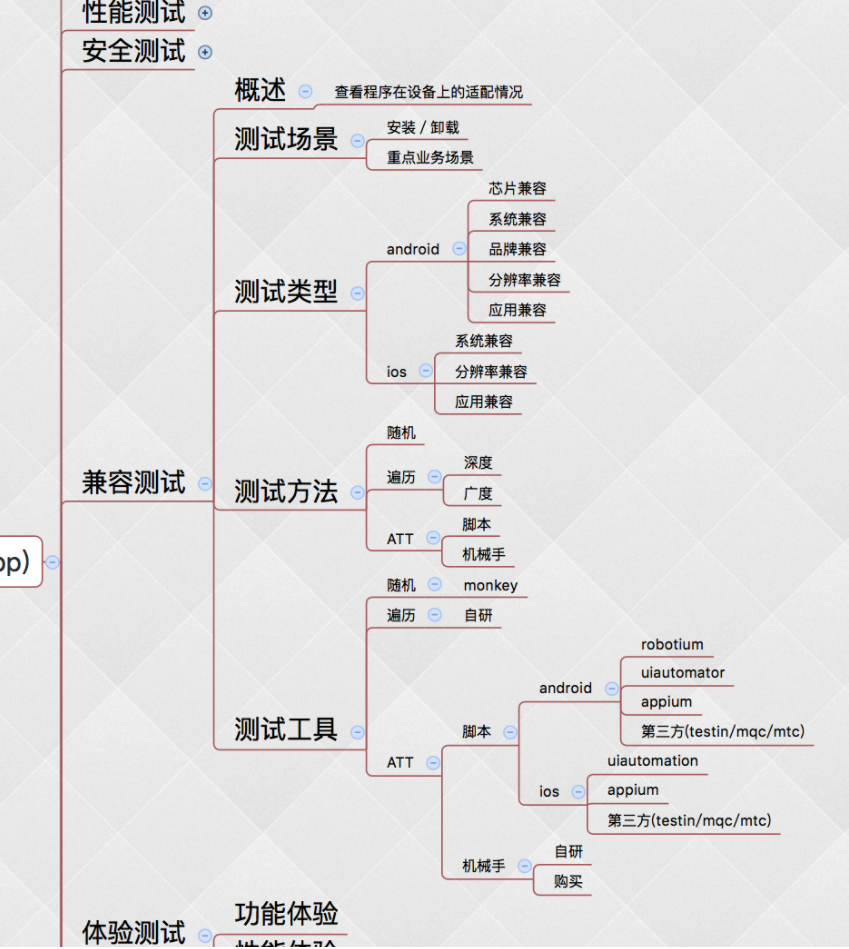 性能测试
安全测试
概述
查看程序在设备上的适配情况
测试场景
安装 / 卸载
重点业务场景
测试类型
android
芯片兼容
系统兼容
品牌兼容
分辨率兼容
应用兼容
ios
系统兼容
分辨率兼容
应用兼容
兼容测试
测试方法
随机
遍历
深度
广度
ATT
脚本
机械手
pp)
测试工具
随机
monkey
遍历
自研
ATT
脚本
android
robotium
uiautomator
appium
第三方(testin/mqc/mtc)
ios
uiautomation
appium
第三方(testin/mqc/mtc)
机械手
自研
购买
体验测试
功能体验
性能体验